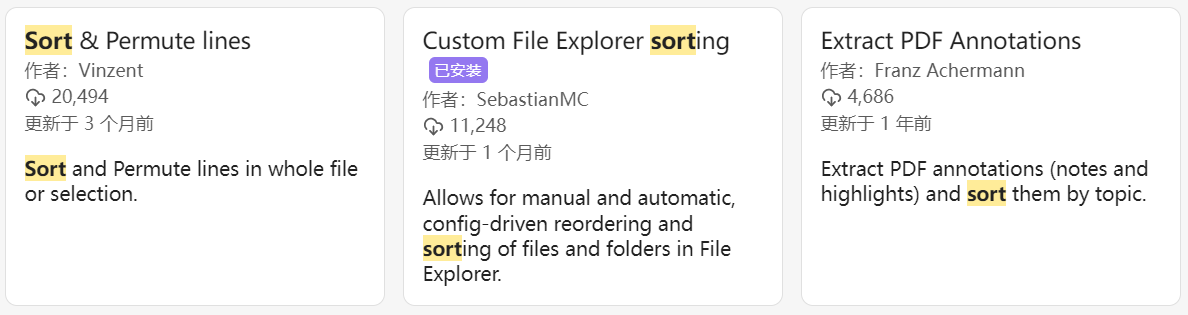 Sort & Permute lines
作者：Vinzent
20,494
更新于 3 个月前
Sort and Permute lines in whole file
or selection.
Custom File Explorer sorting
已安装
作者：SebastianMC
11,248
更新于 1 个月前
Allows for manual and automatic,
config-driven reordering and
sorting of files and folders in File
Explorer.
Extract PDF Annotations
作者：Franz Achermann
4,686
更新于 1 年前
Extract PDF annotations (notes and
highlights) and sort them by topic.